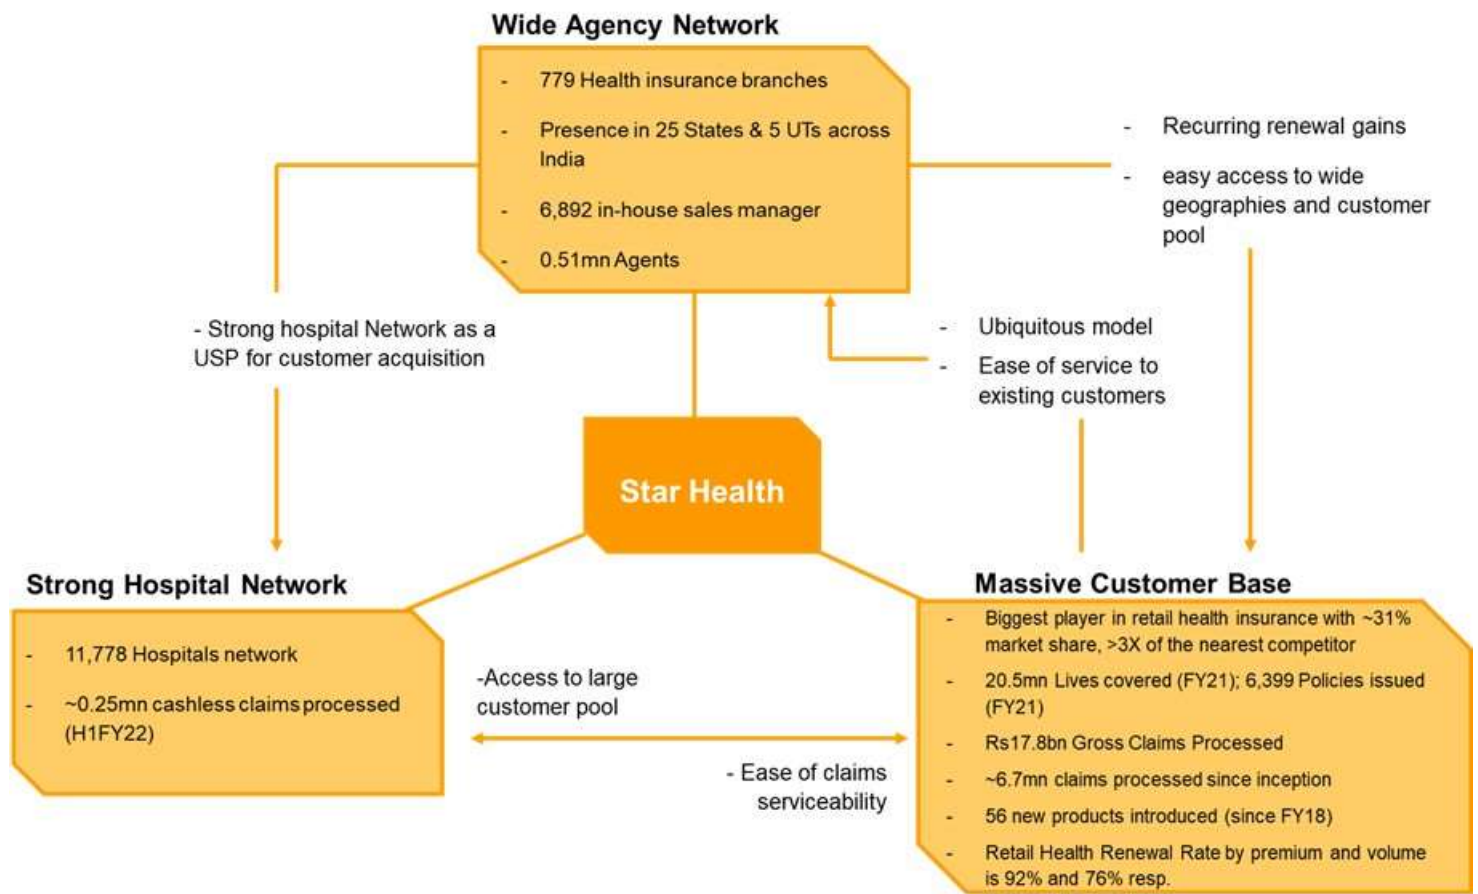 Wide Agency Network
- 779 Health insurance branches
- Presence in 25 States & 5 UTs across
India
- 6,892 in-house sales manager
- 0.51mn Agents
- Recurring renewal gains
- easy access to wide
geographies and customer
pool
- Strong hospital Network as a
USP for customer acquisition
- Ubiquitous model
- Ease of service to
existing customers
Star Health
Strong Hospital Network
- 11,778 Hospitals network
- ~0.25mn cashless claims processed
(H1FY22)
-Access to large
customer pool
- Ease of claims
serviceability
Massive Customer Base
- Biggest player in retail health insurance with ~31%
market share, >3X of the nearest competitor
- 20.5mn Lives covered (FY21); 6,399 Policies issued
(FY21)
- Rs17.8bn Gross Claims Processed
- ~6.7mn claims processed since inception
- 56 new products introduced (since FY18)
- Retail Health Renewal Rate by premium and volume
is 92% and 76% resp.